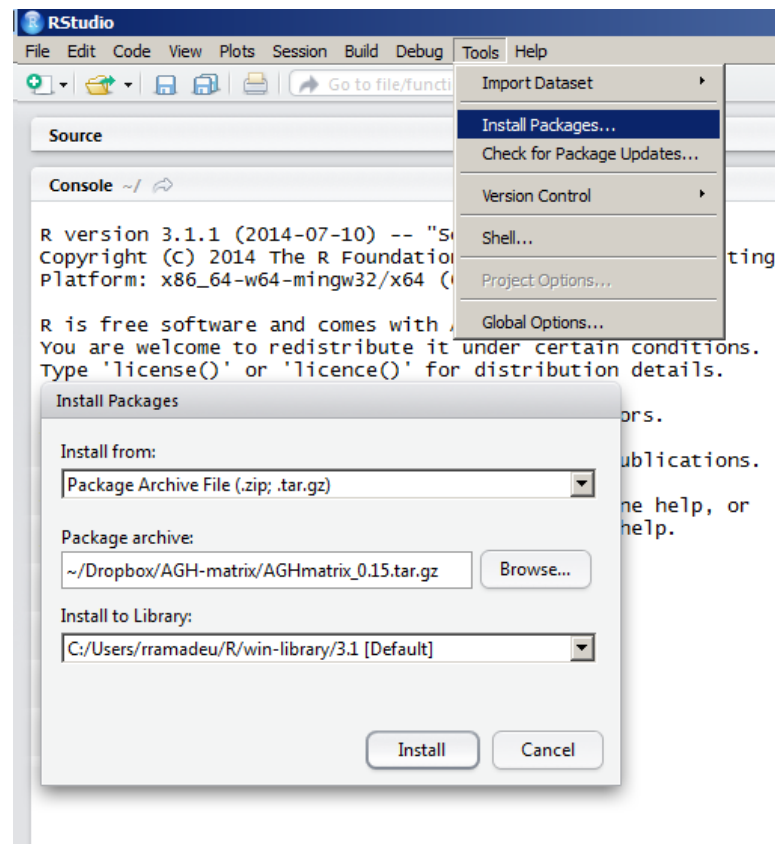 RStudio
File Edit Code View Plots Session Build Debug Tools Help
Go to file/functi
Import Dataset
Install Packages...
Check for Package Updates...
Version Control
Shell...
Project Options...
Global Options...
Source
Console ~/
R version 3.1.1 (2014-07-10) -- "S
Copyright (C) 2014 The R Foundation ting
Platform: x86_64-w64-mingw32/x64 (
R is free software and comes with
You are welcome to redistribute it under certain conditions.
Type 'license()' or 'licence()' for distribution details.
ors.
ublications.
ne help, or
help.
Install Packages
Install from:
Package Archive File (.zip; .tar.gz)
Package archive:
~/Dropbox/AGH-matrix/AGHmatrix_0.15.tar.gz
Browse...
Install to Library:
C:/Users/rramadeu/R/win-library/3.1 [Default]
Install Cancel